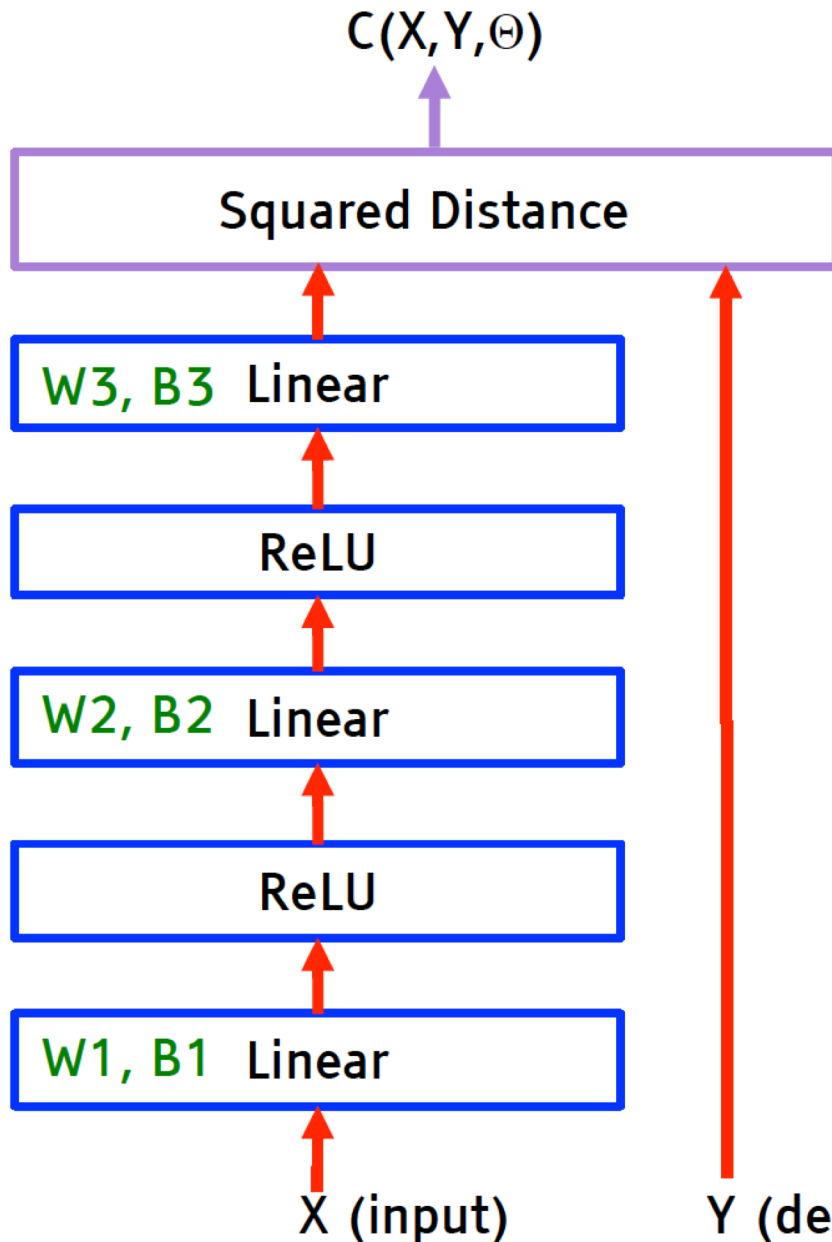 C(X,Y,Θ)
Squared Distance
W3, B3 Linear
ReLU
W2, B2 Linear
ReLU
W1, B1 Linear
X (input) Y (de